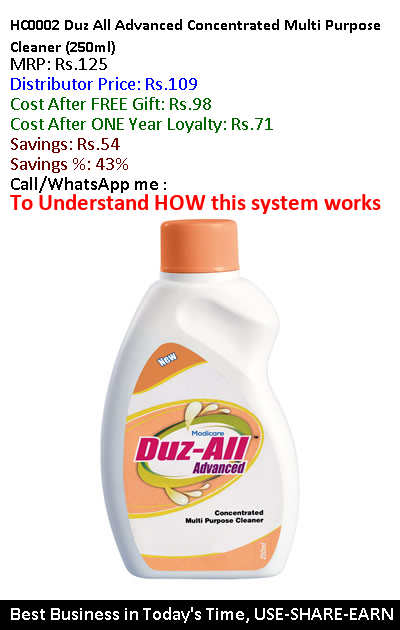 HC0002 Duz All Advanced Concentrated Multi Purpose
Cleaner (250ml)
MRP: Rs.125
Distributor Price: Rs.109
Cost After FREE Gift: Rs.98
Cost After ONE Year Loyalty: Rs.71
Savings: Rs.54
Savings %: 43%
Call/WhatsApp me :
To Understand HOW this system works
New
Modicare
Duz-All
Advanced
Concentrated
Multi Purpose Cleaner
250ml
Best Business in Today's Time, USE-SHARE-EARN